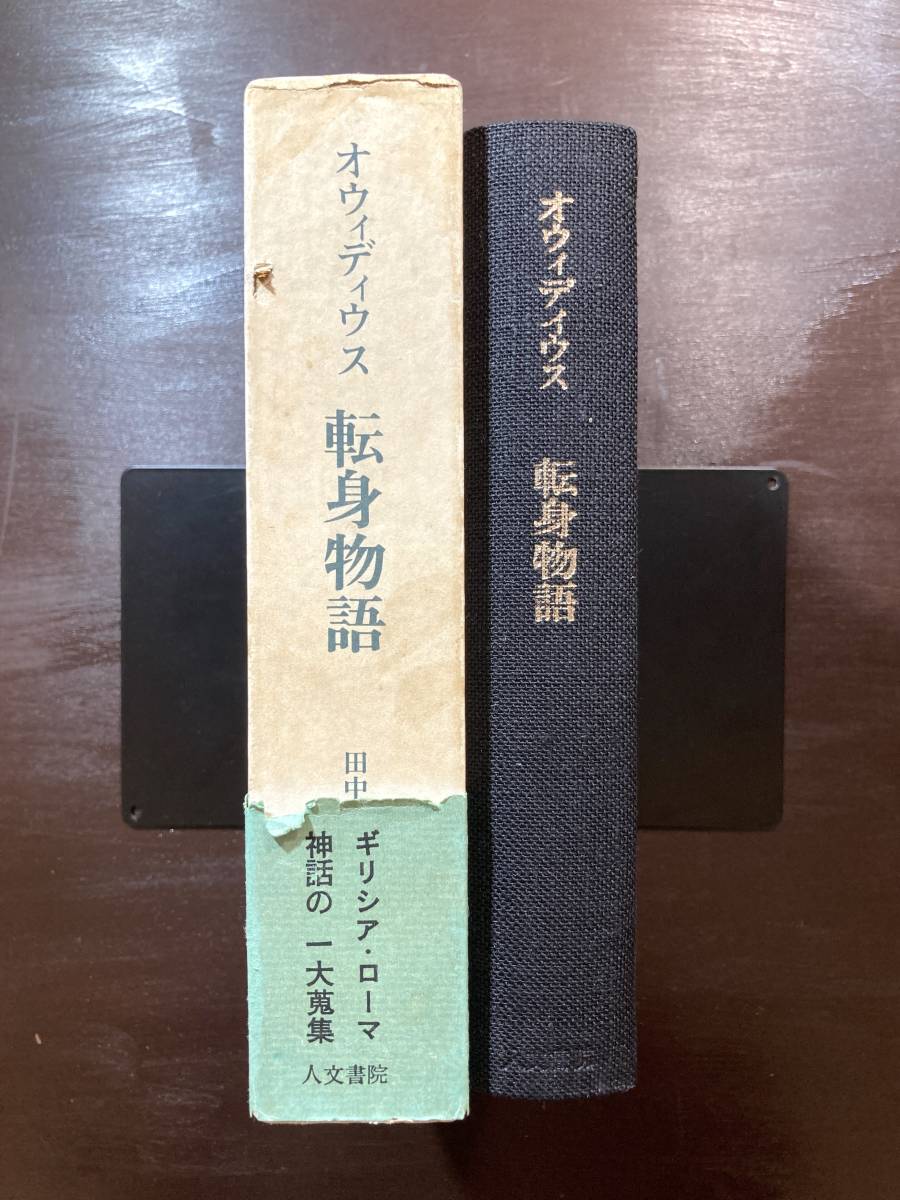 オウィディウス
転身物語
田中
ギリシア・ローマ
神話の 一大蒐集
人文書院
オウィディウス
転身物語